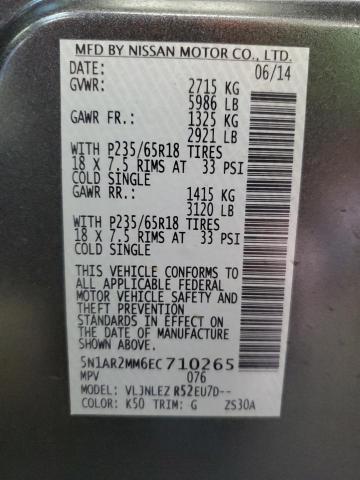 MFD BY NISSAN MOTOR CO., LTD.
DATE: 06/14
GVWR: 2715 KG
5986 LB
GAWR FR.: 1325 KG
2921 LB
WITH P235/65R18 TIRES
18 X 7.5 RIMS AT 33 PSI
COLD SINGLE
GAWR RR.: 1415 KG
3120 LB
WITH P235/65R18 TIRES
18 X 7.5 RIMS AT 33 PSI
COLD SINGLE
THIS VEHICLE CONFORMS TO
ALL APPLICABLE FEDERAL
MOTOR VEHICLE SAFETY AND
THEFT PREVENTION
STANDARDS IN EFFECT ON
THE DATE OF MANUFACTURE
SHOWN ABOVE.
5N1AR2MM6EC710265
MPV 076
MODEL: VLJNLEZ R52EU7D--
COLOR: K50 TRIM: G ZS30A